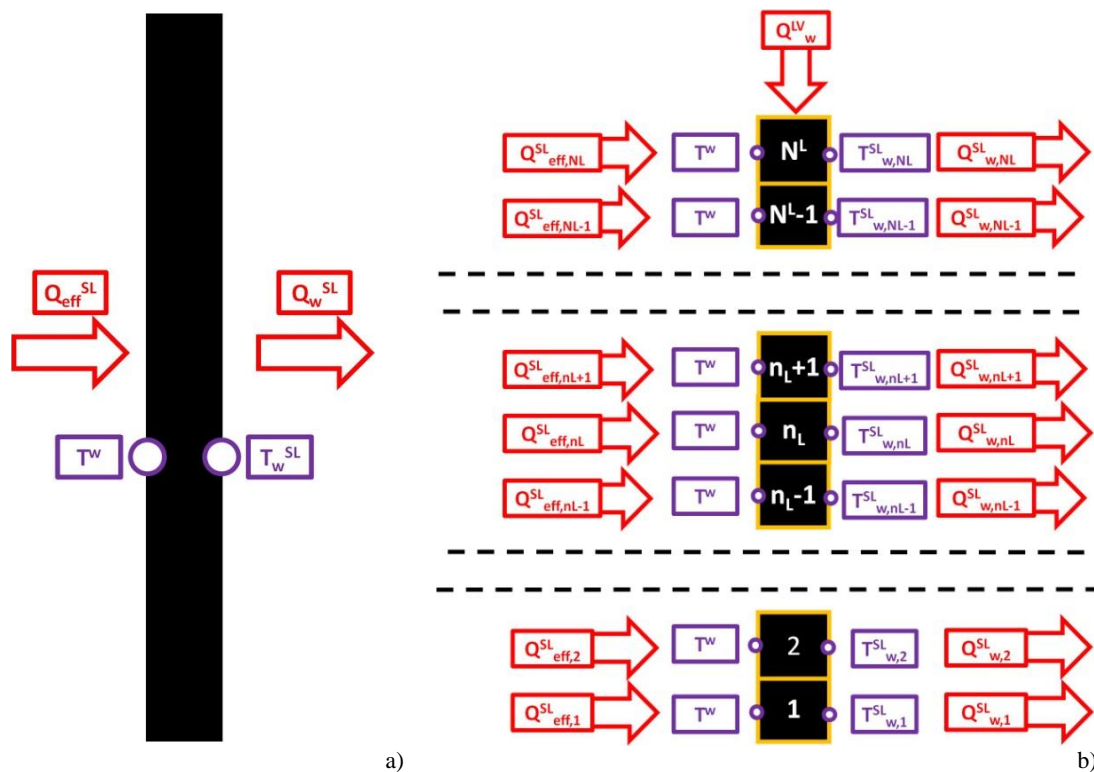 Q_eff^SL
Q_w^SL
T^w
T_w^SL
a)
Q^LV_w
Q^SL_eff,NL T^w N^L T^SL_w,NL Q^SL_w,NL
Q^SL_eff,NL-1 T^w N^L-1 T^SL_w,NL-1 Q^SL_w,NL-1
Q^SL_eff,nL+1 T^w n_L+1 T^SL_w,nL+1 Q^SL_w,nL+1
Q^SL_eff,nL T^w n_L T^SL_w,nL Q^SL_w,nL
Q^SL_eff,nL-1 T^w n_L-1 T^SL_w,nL-1 Q^SL_w,nL-1
Q^SL_eff,2 T^w 2 T^SL_w,2 Q^SL_w,2
Q^SL_eff,1 T^w 1 T^SL_w,1 Q^SL_w,1
b)